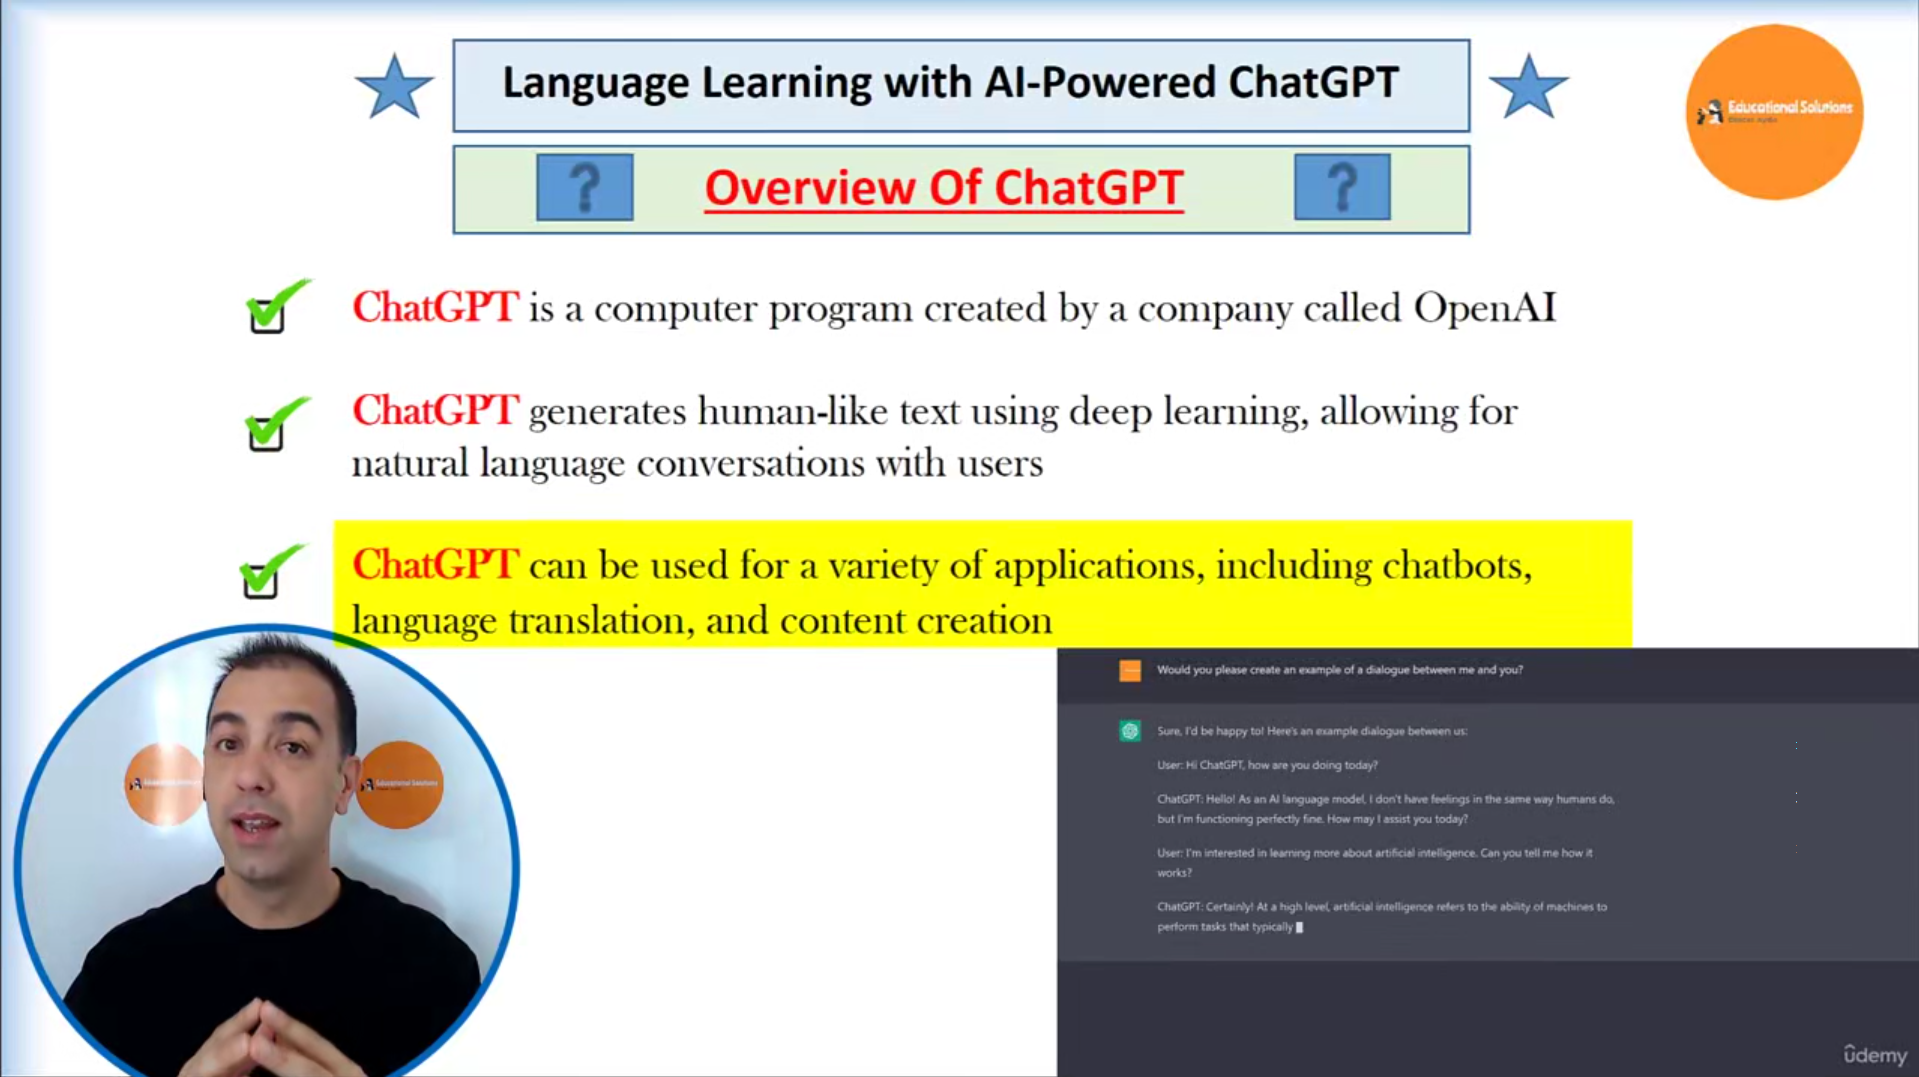 Language Learning with AI-Powered ChatGPT
Educational Solutions
? Overview Of ChatGPT ?
ChatGPT is a computer program created by a company called OpenAI
ChatGPT generates human-like text using deep learning, allowing for
natural language conversations with users
ChatGPT can be used for a variety of applications, including chatbots,
language translation, and content creation
Educational Solutions
Would you please create an example of a dialogue between me and you?
Sure, I'd be happy to! Here's an example dialogue between us:
User: Hi ChatGPT, how are you doing today?
ChatGPT: Hello! As an AI language model, I don't have feelings in the same way humans do,
but I'm functioning perfectly fine. How may I assist you today?
User: I'm interested in learning more about artificial intelligence. Can you tell me how it
works?
ChatGPT: Certainly! At a high level, artificial intelligence refers to the ability of machines to
perform tasks that typically
ûdemy